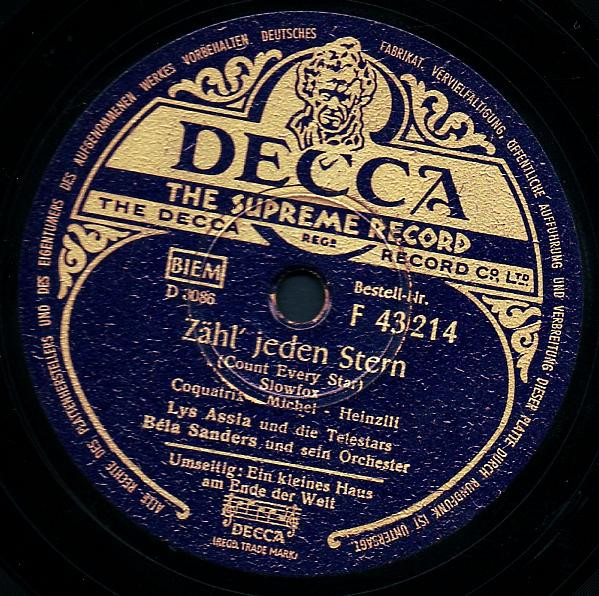 ALLE RECHTE DES PLATTENHERSTELLERS UND DES EIGENTUMERS DES AUFGENOMMENEN WERKES VORBEHALTEN. DEUTSCHES FABRIKAT. VERVIELFÄLTIGUNG, ÖFFENTLICHE AUFFÜHRUNG UND VERBREITUNG DIESER PLATTE DURCH RUNDFUNK IST UNTERSAGT.
DECCA
THE SUPREME RECORD
THE DECCA REGD. RECORD CO., LTD.
BIEM
D 3086
Bestell-Nr.
F 43 214
Zähl' jeden Stern
(Count Every Star)
Slowfox
Coquatrix - Michel - Heinzlil
Lys Assia und die Telestars
Béla Sanders und sein Orchester
Umseitig: Ein kleines Haus
am Ende der Welt
DECCA
(REGD. TRADE MARK)